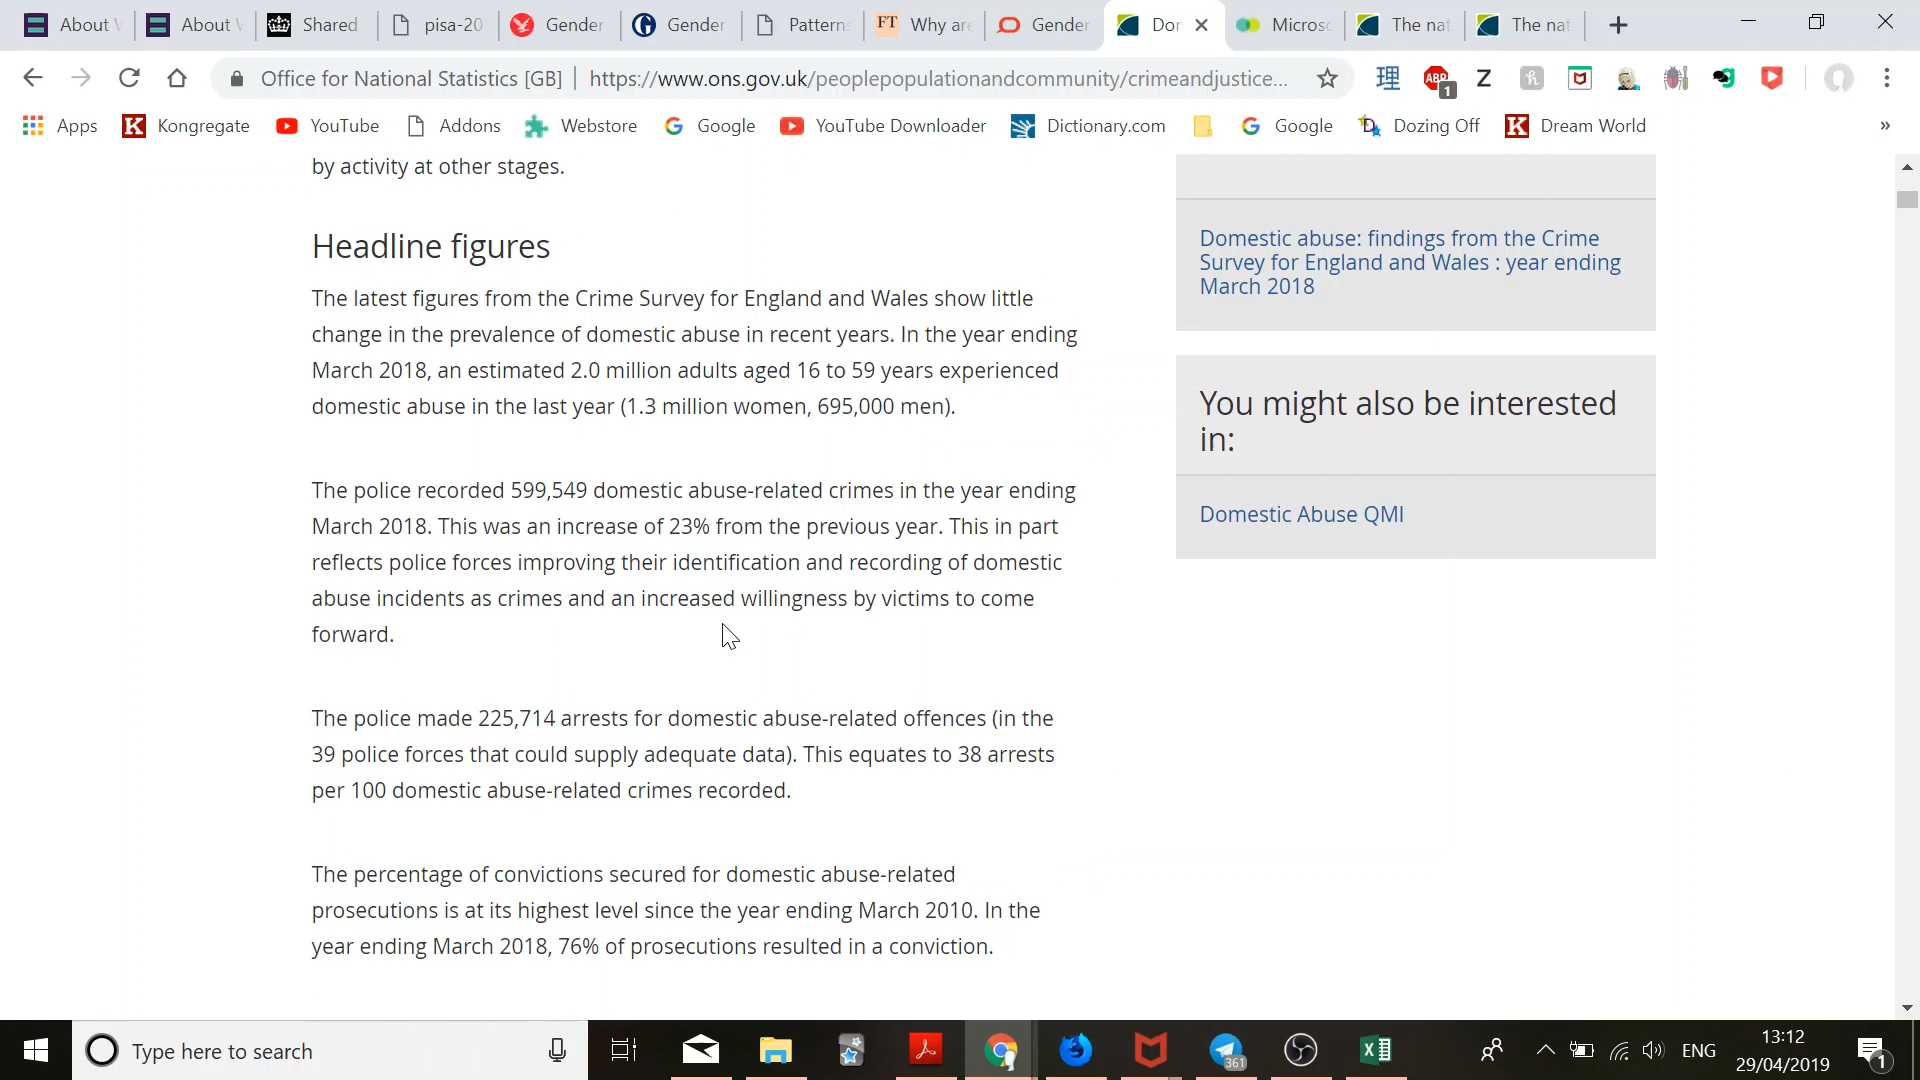 About
About
Shared
pisa-20
Gender
Gender
Pattern
FT
Why are
Gender
Microso
The nat
The nat
Office for National Statistics [GB]
https://www.ons.gov.uk/peoplepopulationandcommunity/crimeandjustice...
理
ABP
1
Z
Apps
Kongregate
YouTube
Addons
Webstore
Google
YouTube Downloader
Dictionary.com
Google
Dozing Off
Dream World
»
by activity at other stages.
Headline figures
The latest figures from the Crime Survey for England and Wales show little
change in the prevalence of domestic abuse in recent years. In the year ending
March 2018, an estimated 2.0 million adults aged 16 to 59 years experienced
domestic abuse in the last year (1.3 million women, 695,000 men).
The police recorded 599,549 domestic abuse-related crimes in the year ending
March 2018. This was an increase of 23% from the previous year. This in part
reflects police forces improving their identification and recording of domestic
abuse incidents as crimes and an increased willingness by victims to come
forward.
The police made 225,714 arrests for domestic abuse-related offences (in the
39 police forces that could supply adequate data). This equates to 38 arrests
per 100 domestic abuse-related crimes recorded.
The percentage of convictions secured for domestic abuse-related
prosecutions is at its highest level since the year ending March 2010. In the
year ending March 2018, 76% of prosecutions resulted in a conviction.
Domestic abuse: findings from the Crime
Survey for England and Wales : year ending
March 2018
You might also be interested
in:
Domestic Abuse QMI
Type here to search
361
ENG
13:12
29/04/2019
1